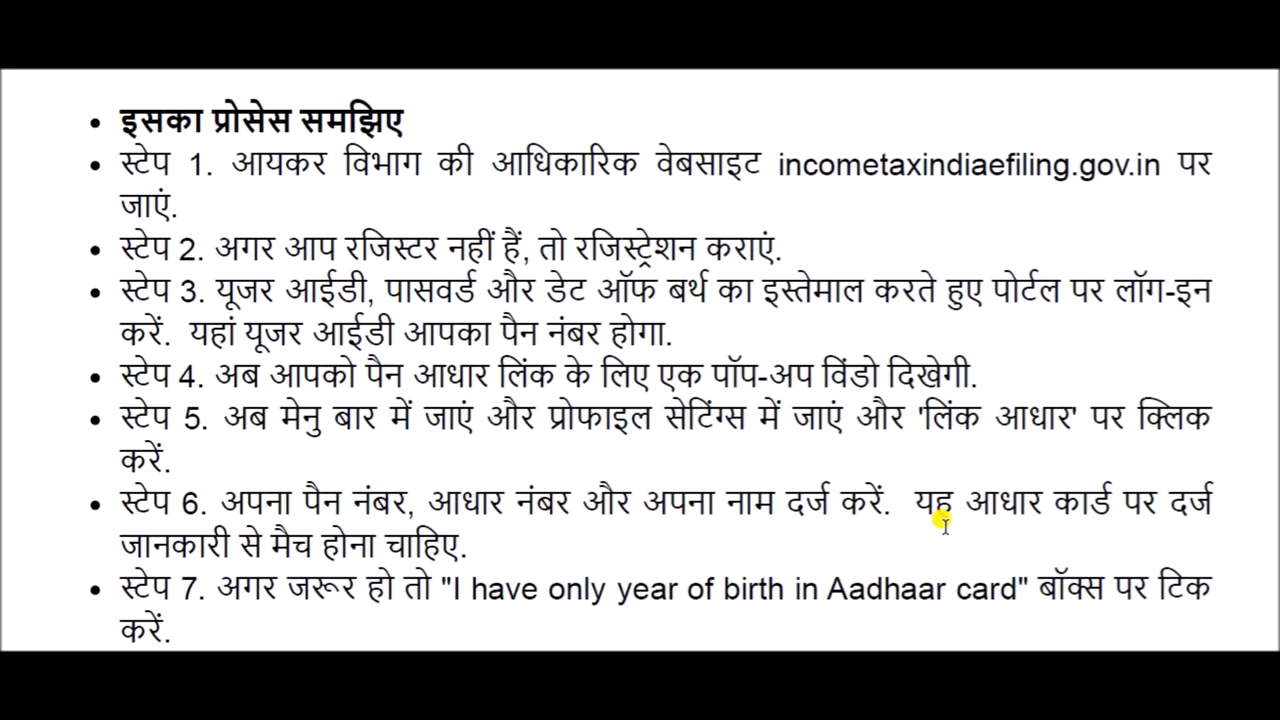 • इसका प्रोसेस समझिए
• स्टेप 1. आयकर विभाग की आधिकारिक वेबसाइट incometaxindiaefiling.gov.in पर
जाएं.
• स्टेप 2. अगर आप रजिस्टर नहीं हैं, तो रजिस्ट्रेशन कराएं.
• स्टेप 3. यूजर आईडी, पासवर्ड और डेट ऑफ बर्थ का इस्तेमाल करते हुए पोर्टल पर लॉग-इन
करें. यहां यूजर आईडी आपका पैन नंबर होगा.
• स्टेप 4. अब आपको पैन आधार लिंक के लिए एक पॉप-अप विंडो दिखेगी.
• स्टेप 5. अब मेनु बार में जाएं और प्रोफाइल सेटिंग्स में जाएं और 'लिंक आधार' पर क्लिक
करें.
• स्टेप 6. अपना पैन नंबर, आधार नंबर और अपना नाम दर्ज करें. यह आधार कार्ड पर दर्ज
जानकारी से मैच होना चाहिए.
• स्टेप 7. अगर जरूर हो तो "I have only year of birth in Aadhaar card" बॉक्स पर टिक
करें.